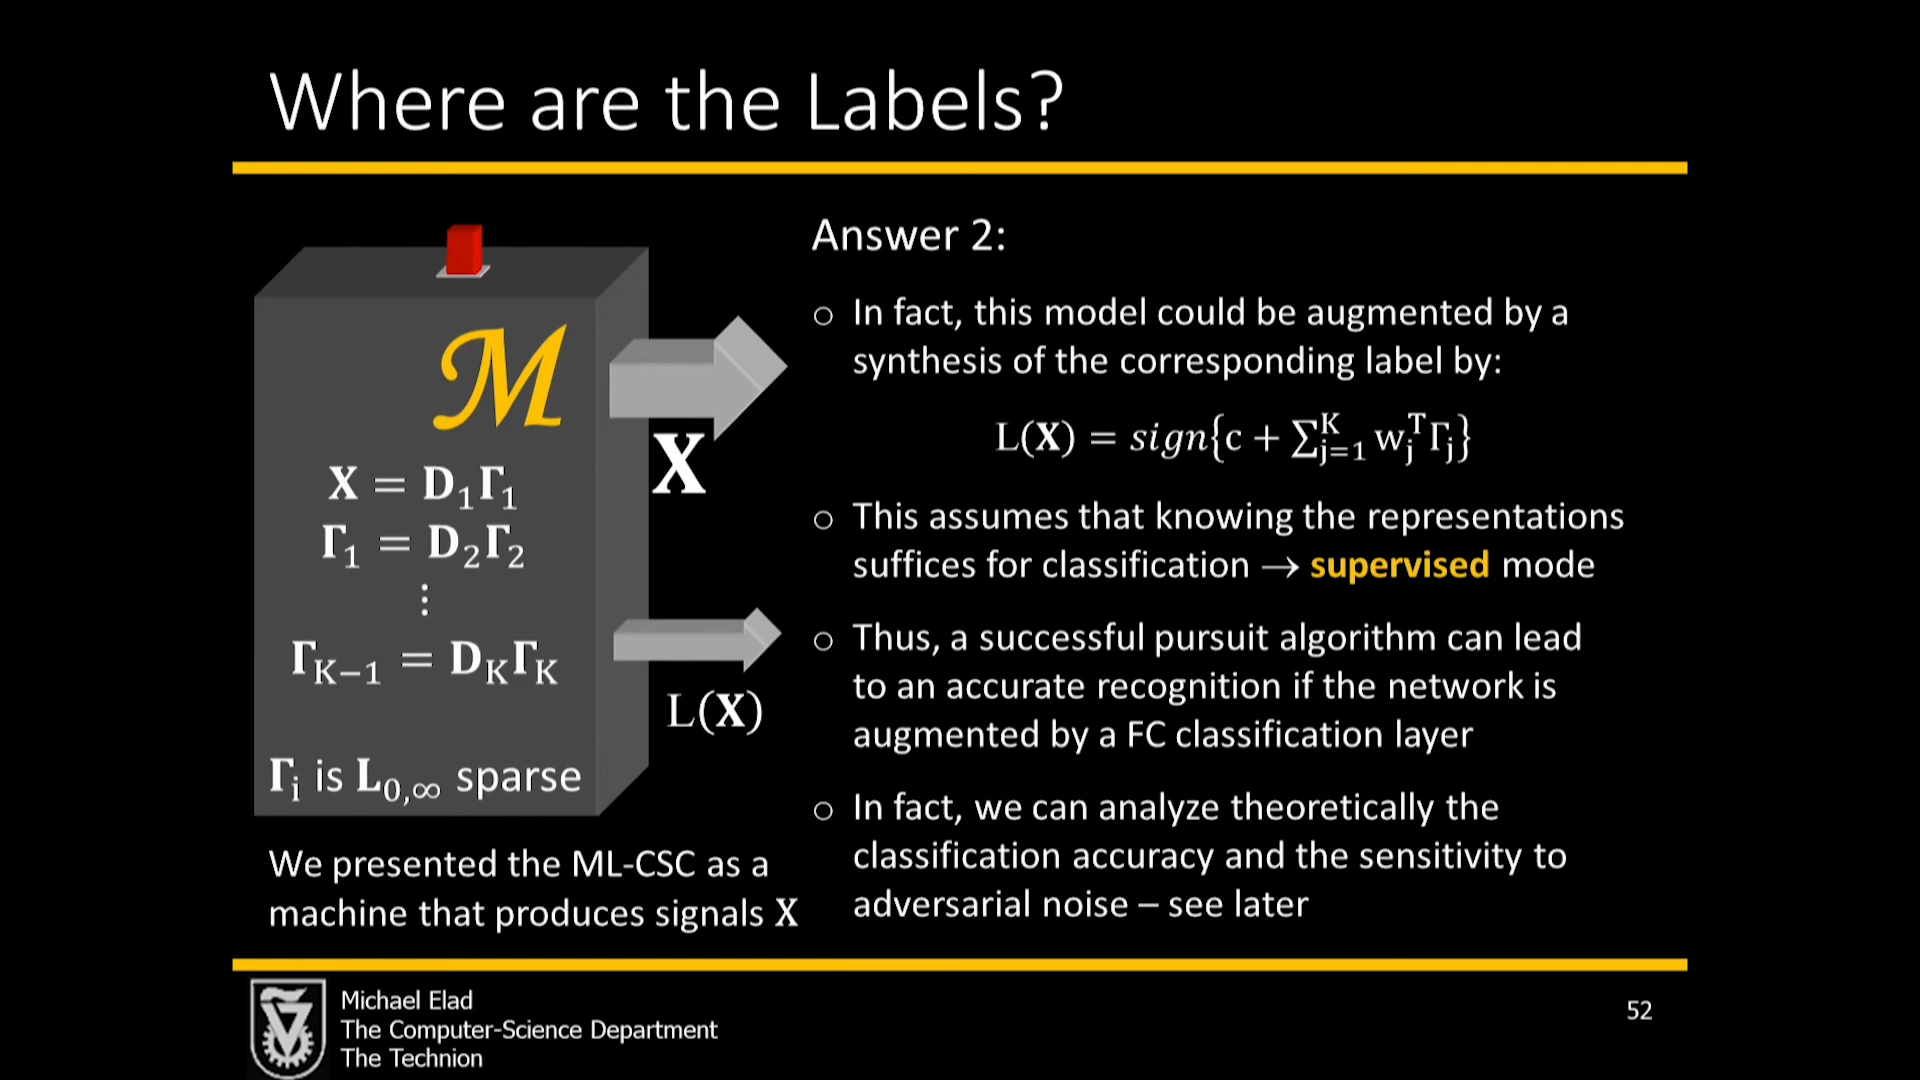 Where are the Labels?
ℳ
X = D₁Γ₁
Γ₁ = D₂Γ₂
⋮
Γ_{K−1} = D_KΓ_K
Γᵢ is L₀,∞ sparse
X
L(X)
We presented the ML-CSC as a
machine that produces signals X
Answer 2:
○ In fact, this model could be augmented by a
synthesis of the corresponding label by:
L(X) = sign{c + ∑_{j=1}^{K} w_j^T Γ_j}
○ This assumes that knowing the representations
suffices for classification → supervised mode
○ Thus, a successful pursuit algorithm can lead
to an accurate recognition if the network is
augmented by a FC classification layer
○ In fact, we can analyze theoretically the
classification accuracy and the sensitivity to
adversarial noise – see later
Michael Elad
The Computer-Science Department
The Technion
52